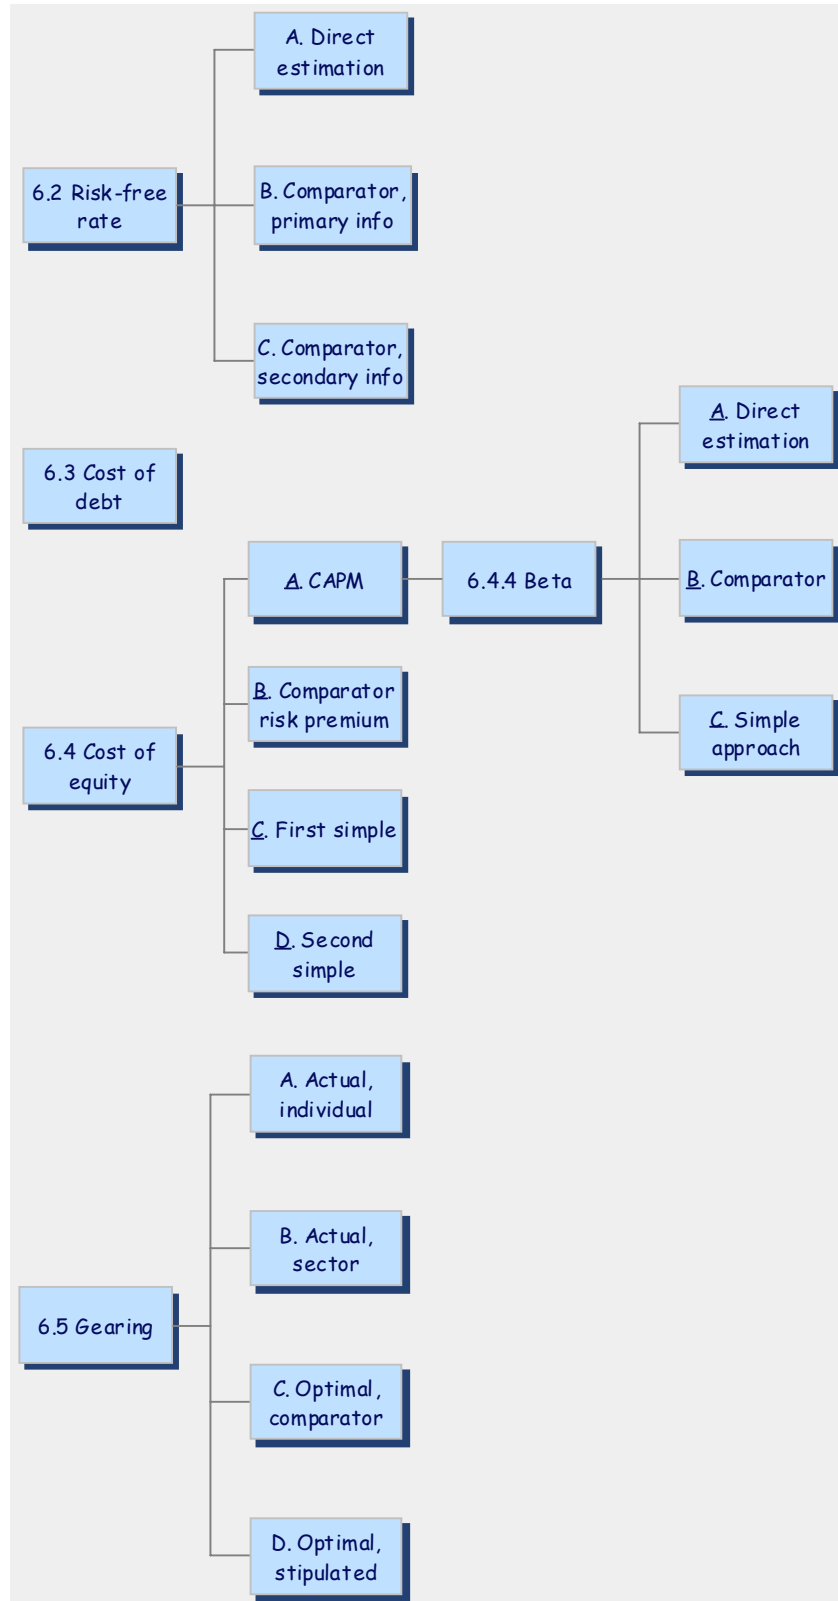 A. Direct
estimation
6.2 Risk-free
rate
B. Comparator,
primary info
C. Comparator,
secondary info
6.3 Cost of
debt
6.4 Cost of
equity
A. CAPM
6.4.4 Beta
A. Direct
estimation
B. Comparator
C. Simple
approach
B. Comparator
risk premium
C. First simple
D. Second
simple
6.5 Gearing
A. Actual,
individual
B. Actual,
sector
C. Optimal,
comparator
D. Optimal,
stipulated